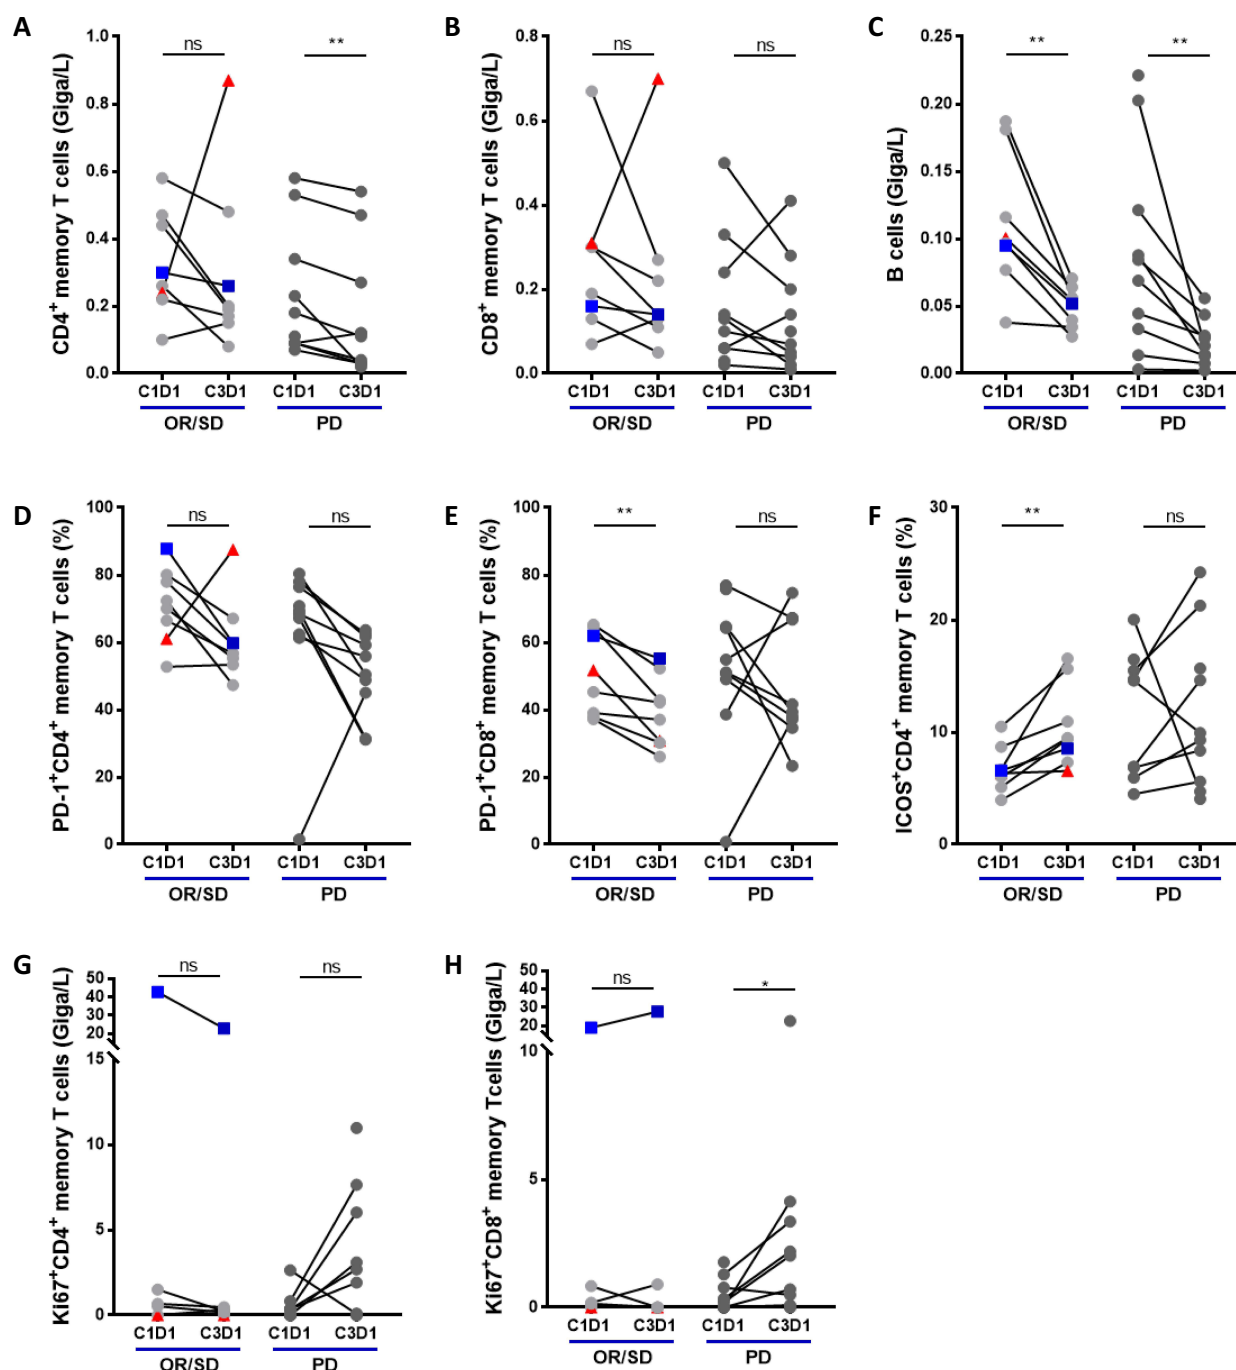 A
CD4+ memory T cells (Giga/L)
1.0
0.8
0.6
0.4
0.2
0.0
ns
**
C1D1 C3D1 C1D1 C3D1
OR/SD PD
B
CD8+ memory T cells (Giga/L)
0.8
0.6
0.4
0.2
0.0
ns
ns
C1D1 C3D1 C1D1 C3D1
OR/SD PD
C
B cells (Giga/L)
0.25
0.20
0.15
0.10
0.05
0.00
**
**
C1D1 C3D1 C1D1 C3D1
OR/SD PD
D
PD-1+CD4+ memory T cells (%)
100
80
60
40
20
0
ns
ns
C1D1 C3D1 C1D1 C3D1
OR/SD PD
E
PD-1+CD8+ memory T cells (%)
100
80
60
40
20
0
**
ns
C1D1 C3D1 C1D1 C3D1
OR/SD PD
F
ICOS+CD4+ memory T cells (%)
30
20
10
0
**
ns
C1D1 C3D1 C1D1 C3D1
OR/SD PD
G
Ki67+CD4+ memory T cells (Giga/L)
50
40
30
20
15
10
5
0
ns
ns
C1D1 C3D1 C1D1 C3D1
OR/SD PD
H
Ki67+CD8+ memory Tcells (Giga/L)
50
40
30
20
10
5
0
ns
*
C1D1 C3D1 C1D1 C3D1
OR/SD PD